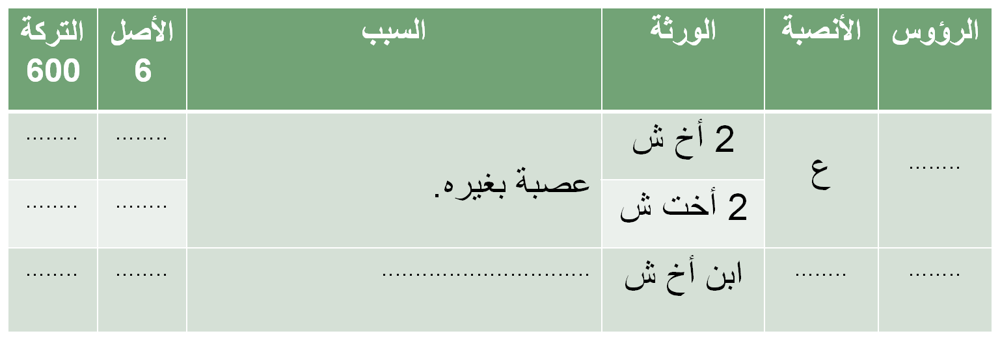 الرؤوس الأنصبة الورثة السبب الأصل 6 التركة 600
........ ع 2 أخ ش عصبة بغيره. ........ ........
2 أخت ش ........ ........
........ ........ ابن أخ ش ............................ ........ ........